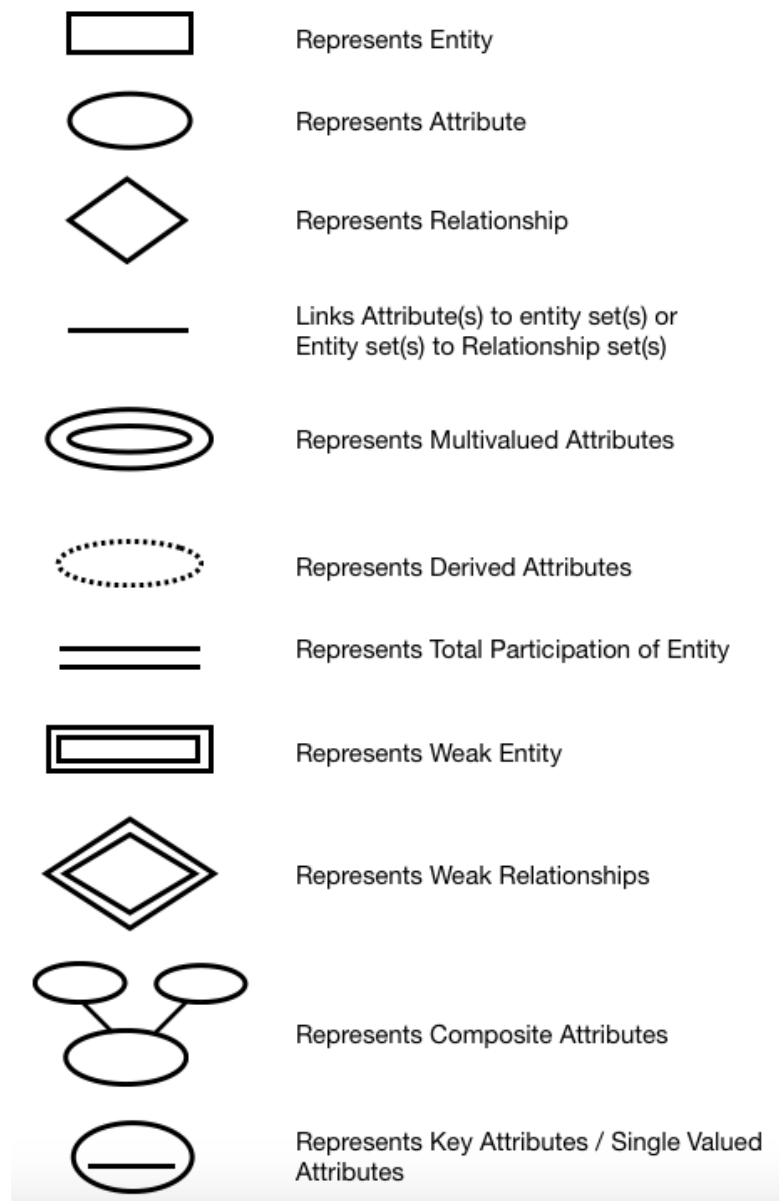 Represents Entity
Represents Attribute
Represents Relationship
Links Attribute(s) to entity set(s) or
Entity set(s) to Relationship set(s)
Represents Multivalued Attributes
Represents Derived Attributes
Represents Total Participation of Entity
Represents Weak Entity
Represents Weak Relationships
Represents Composite Attributes
Represents Key Attributes / Single Valued
Attributes